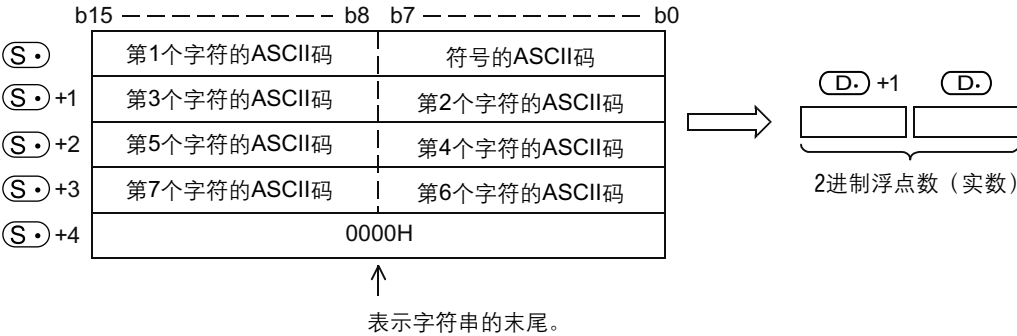 b15 — — — — — — — — b8 b7 — — — — — — — — b0
S· 第1个字符的ASCII码 符号的ASCII码
S· +1 第3个字符的ASCII码 第2个字符的ASCII码
S· +2 第5个字符的ASCII码 第4个字符的ASCII码
S· +3 第7个字符的ASCII码 第6个字符的ASCII码
S· +4 0000H
表示字符串的末尾。
D· +1 D·
2进制浮点数（实数）